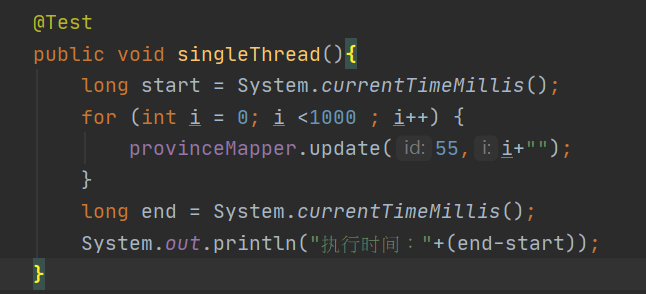 @Test
public void singleThread(){
long start = System.currentTimeMillis();
for (int i = 0; i <1000 ; i++) {
provinceMapper.update( id: 55, i: i+"");
}
long end = System.currentTimeMillis();
System.out.println("执行时间："+(end-start));
}